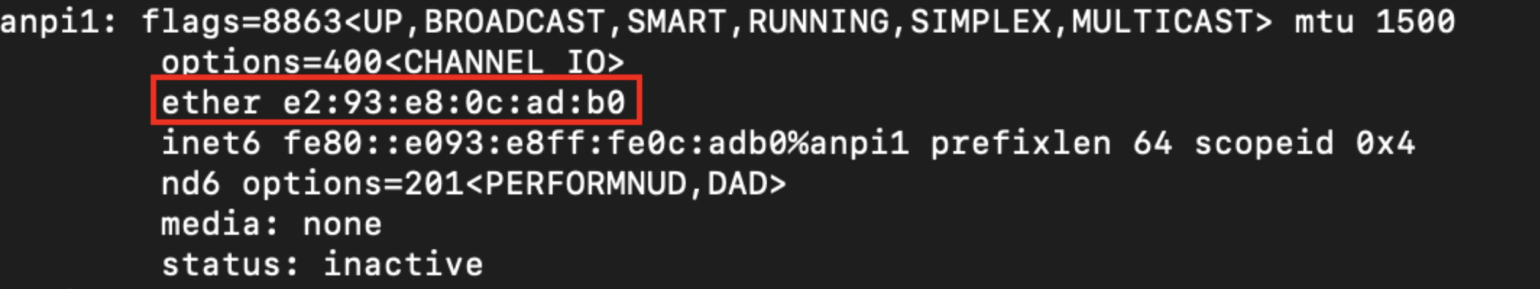 anpi1: flags=8863<UP,BROADCAST,SMART,RUNNING,SIMPLEX,MULTICAST> mtu 1500
options=400<CHANNEL_IO>
ether e2:93:e8:0c:ad:b0
inet6 fe80::e093:e8ff:fe0c:adb0%anpi1 prefixlen 64 scopeid 0x4
nd6 options=201<PERFORMNUD,DAD>
media: none
status: inactive